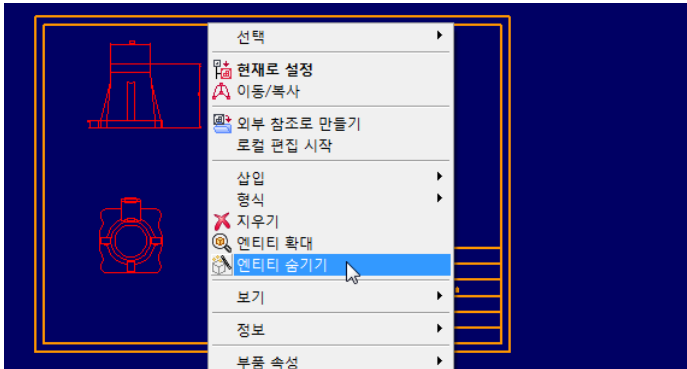 선택
현재로 설정
이동/복사
외부 참조로 만들기
로컬 편집 시작
삽입
형식
지우기
엔티티 확대
엔티티 숨기기
보기
정보
부품 속성